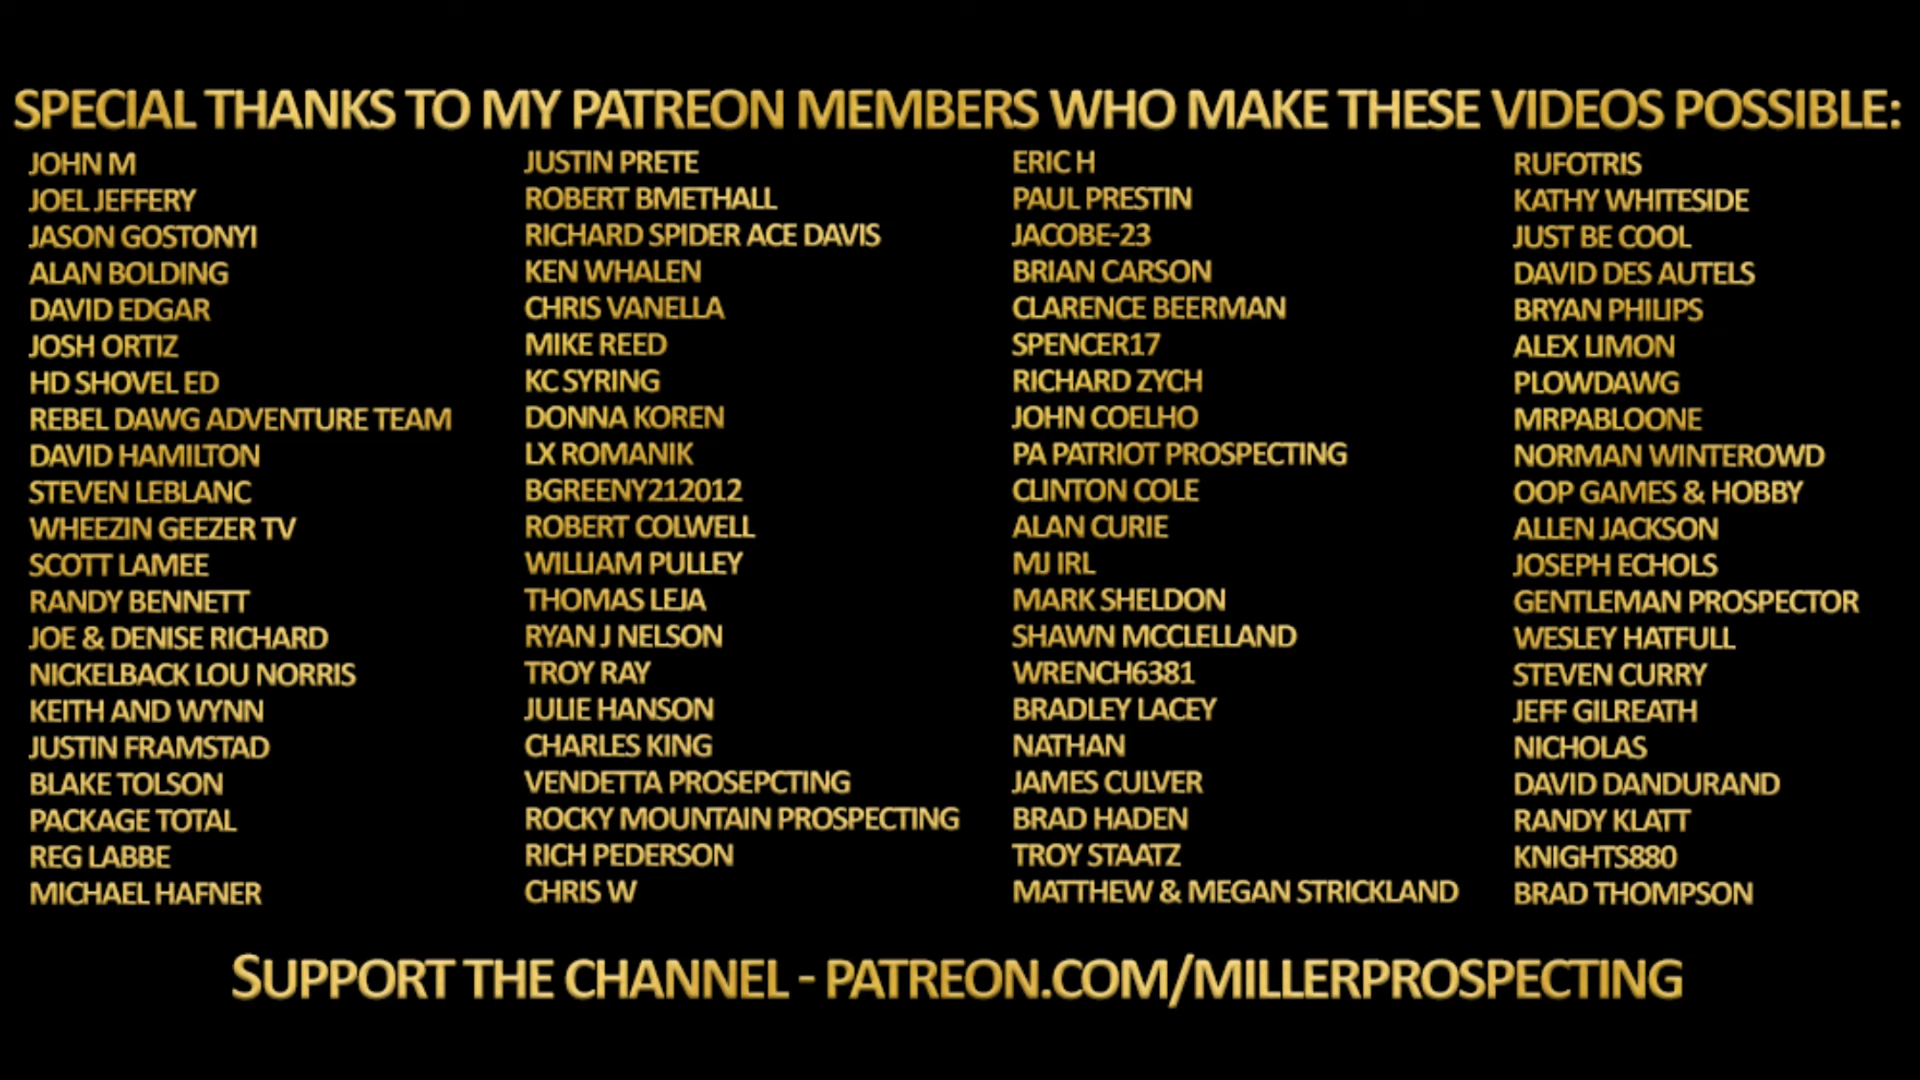 SPECIAL THANKS TO MY PATREON MEMBERS WHO MAKE THESE VIDEOS POSSIBLE:
JOHN M
JOEL JEFFERY
JASON GOSTONYI
ALAN BOLDING
DAVID EDGAR
JOSH ORTIZ
HD SHOVEL ED
REBEL DAWG ADVENTURE TEAM
DAVID HAMILTON
STEVEN LEBLANC
WHEEZIN GEEZER TV
SCOTT LAMEE
RANDY BENNETT
JOE & DENISE RICHARD
NICKELBACK LOU NORRIS
KEITH AND WYNN
JUSTIN FRAMSTAD
BLAKE TOLSON
PACKAGE TOTAL
REG LABBE
MICHAEL HAFNER
JUSTIN PRETE
ROBERT BMETHALL
RICHARD SPIDER ACE DAVIS
KEN WHALEN
CHRIS VANELLA
MIKE REED
KC SYRING
DONNA KOREN
LX ROMANIK
BGREENY212012
ROBERT COLWELL
WILLIAM PULLEY
THOMAS LEJA
RYAN J NELSON
TROY RAY
JULIE HANSON
CHARLES KING
VENDETTA PROSEPCTING
ROCKY MOUNTAIN PROSPECTING
RICH PEDERSON
CHRIS W
ERIC H
PAUL PRESTIN
JACOBE-23
BRIAN CARSON
CLARENCE BEERMAN
SPENCER17
RICHARD ZYCH
JOHN COELHO
PA PATRIOT PROSPECTING
CLINTON COLE
ALAN CURIE
MJ IRL
MARK SHELDON
SHAWN MCCLELLAND
WRENCH6381
BRADLEY LACEY
NATHAN
JAMES CULVER
BRAD HADEN
TROY STAATZ
MATTHEW & MEGAN STRICKLAND
RUFOTRIS
KATHY WHITESIDE
JUST BE COOL
DAVID DES AUTELS
BRYAN PHILIPS
ALEX LIMON
PLOWDAWG
MRPABLOONE
NORMAN WINTEROWD
OOP GAMES & HOBBY
ALLEN JACKSON
JOSEPH ECHOLS
GENTLEMAN PROSPECTOR
WESLEY HATFULL
STEVEN CURRY
JEFF GILREATH
NICHOLAS
DAVID DANDURAND
RANDY KLATT
KNIGHTS880
BRAD THOMPSON
SUPPORT THE CHANNEL - PATREON.COM/MILLERPROSPECTING